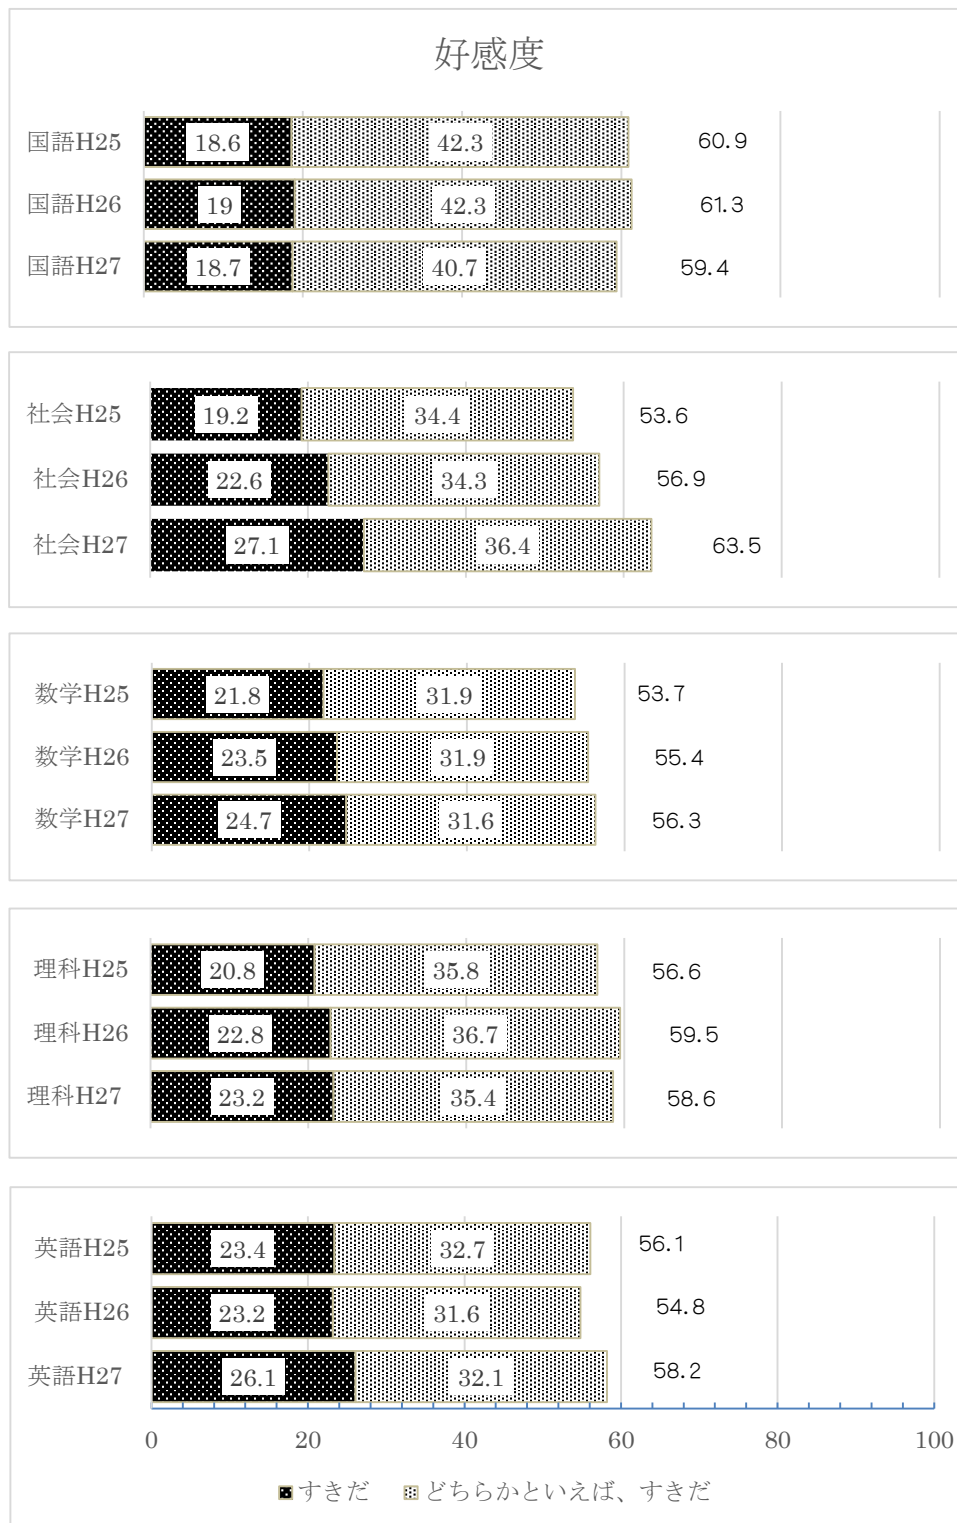 好感度
国語H25 18.6 42.3 60.9
国語H26 19 42.3 61.3
国語H27 18.7 40.7 59.4
社会H25 19.2 34.4 53.6
社会H26 22.6 34.3 56.9
社会H27 27.1 36.4 63.5
数学H25 21.8 31.9 53.7
数学H26 23.5 31.9 55.4
数学H27 24.7 31.6 56.3
理科H25 20.8 35.8 56.6
理科H26 22.8 36.7 59.5
理科H27 23.2 35.4 58.6
英語H25 23.4 32.7 56.1
英語H26 23.2 31.6 54.8
英語H27 26.1 32.1 58.2
0 20 40 60 80 100
すきだ どちらかといえば、すきだ